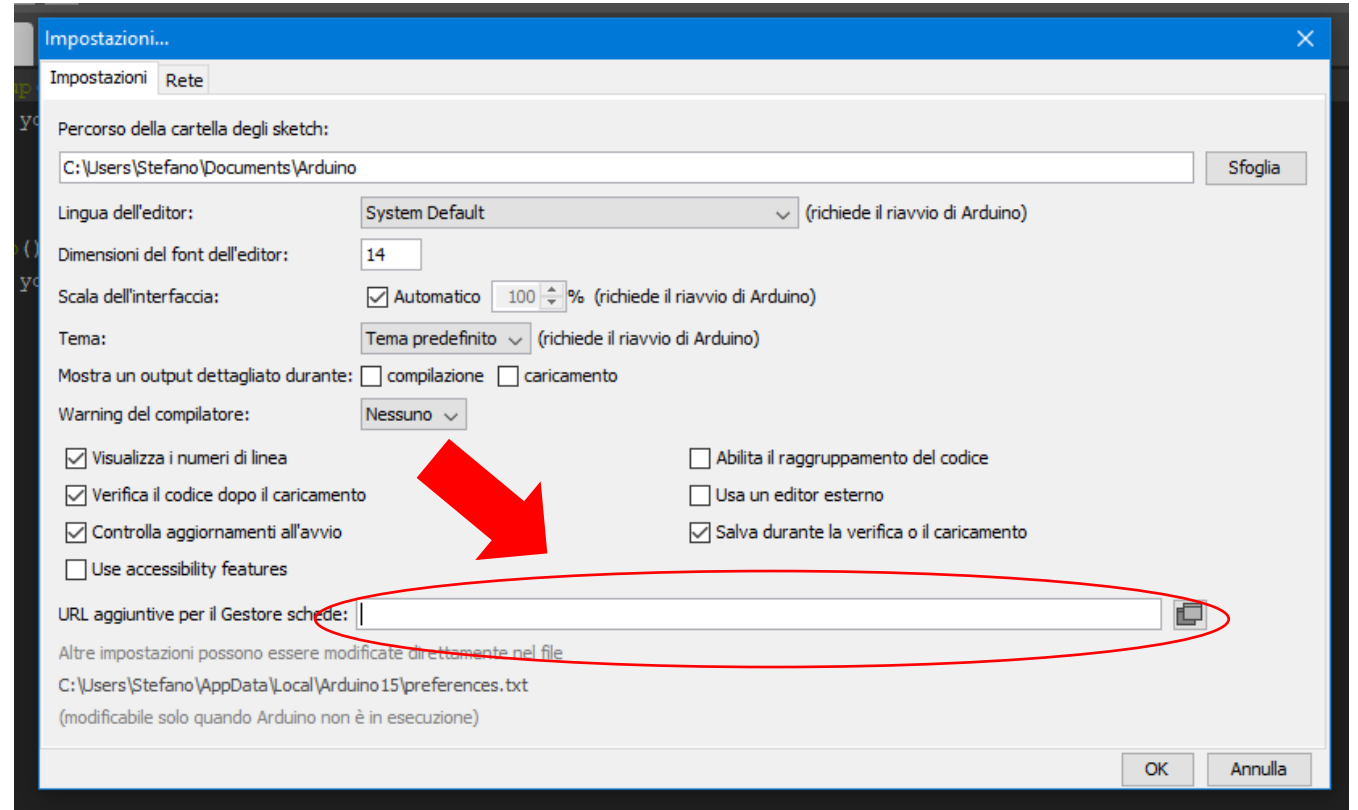 Impostazioni...
Impostazioni Rete
up
yo
Percorso della cartella degli sketch:
C:\Users\Stefano\Documents\Arduino Sfoglia
Lingua dell'editor: System Default (richiede il riavvio di Arduino)
()
Dimensioni del font dell'editor: 14
yo
Scala dell'interfaccia: Automatico 100 % (richiede il riavvio di Arduino)
Tema: Tema predefinito (richiede il riavvio di Arduino)
Mostra un output dettagliato durante: compilazione caricamento
Warning del compilatore: Nessuno
Visualizza i numeri di linea Abilita il raggruppamento del codice
Verifica il codice dopo il caricamento Usa un editor esterno
Controlla aggiornamenti all'avvio Salva durante la verifica o il caricamento
Use accessibility features
URL aggiuntive per il Gestore schede:
Altre impostazioni possono essere modificate direttamente nel file
C:\Users\Stefano\AppData\Local\Arduino15\preferences.txt
(modificabile solo quando Arduino non è in esecuzione)
OK Annulla